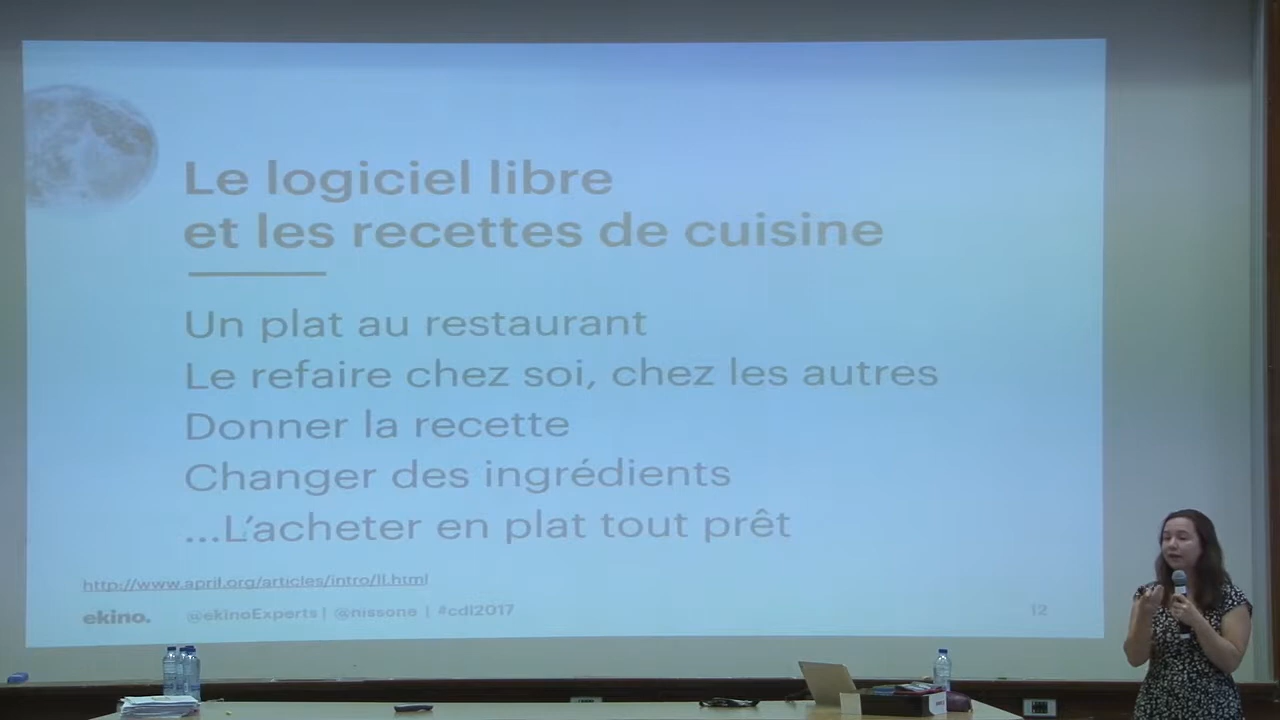 Le logiciel libre
et les recettes de cuisine
Un plat au restaurant
Le refaire chez soi, chez les autres
Donner la recette
Changer des ingrédients
...L'acheter en plat tout prêt
http://www.april.org/articles/intro/ll.html
ekino. @ekinoExperts | @nissone | #cdl2017 12